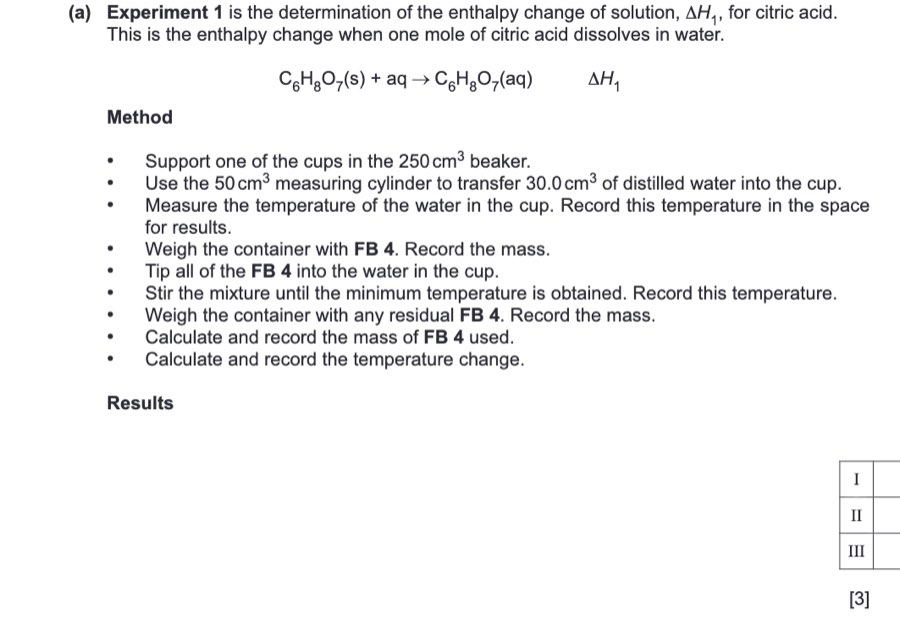 (a) Experiment 1 is the determination of the enthalpy change of solution, ΔH₁, for citric acid.
This is the enthalpy change when one mole of citric acid dissolves in water.
C₆H₈O₇(s) + aq → C₆H₈O₇(aq) ΔH₁
Method
• Support one of the cups in the 250 cm³ beaker.
• Use the 50 cm³ measuring cylinder to transfer 30.0 cm³ of distilled water into the cup.
• Measure the temperature of the water in the cup. Record this temperature in the space
for results.
• Weigh the container with FB 4. Record the mass.
• Tip all of the FB 4 into the water in the cup.
• Stir the mixture until the minimum temperature is obtained. Record this temperature.
• Weigh the container with any residual FB 4. Record the mass.
• Calculate and record the mass of FB 4 used.
• Calculate and record the temperature change.
Results
I
II
III
[3]